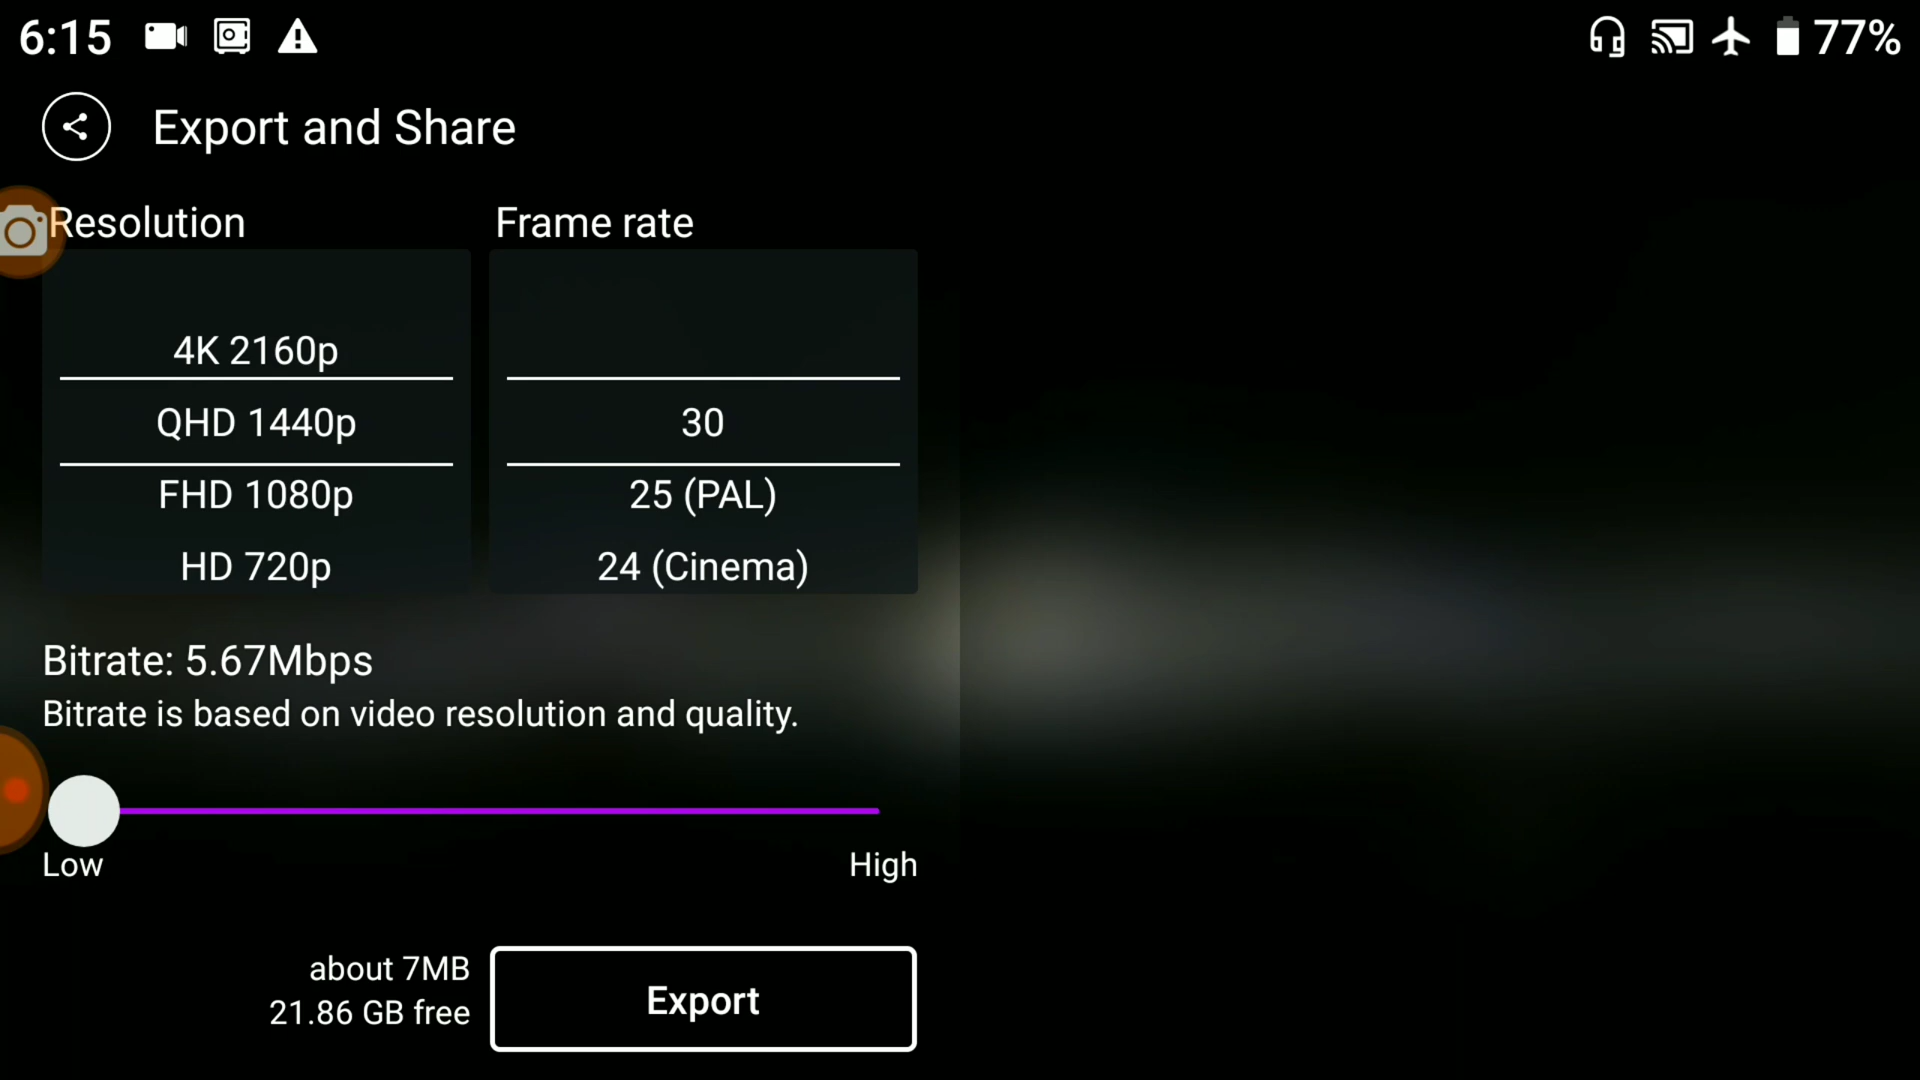 6:15
77%
Export and Share
Resolution
Frame rate
4K 2160p
QHD 1440p
FHD 1080p
HD 720p
30
25 (PAL)
24 (Cinema)
Bitrate: 5.67Mbps
Bitrate is based on video resolution and quality.
Low
High
about 7MB
21.86 GB free
Export